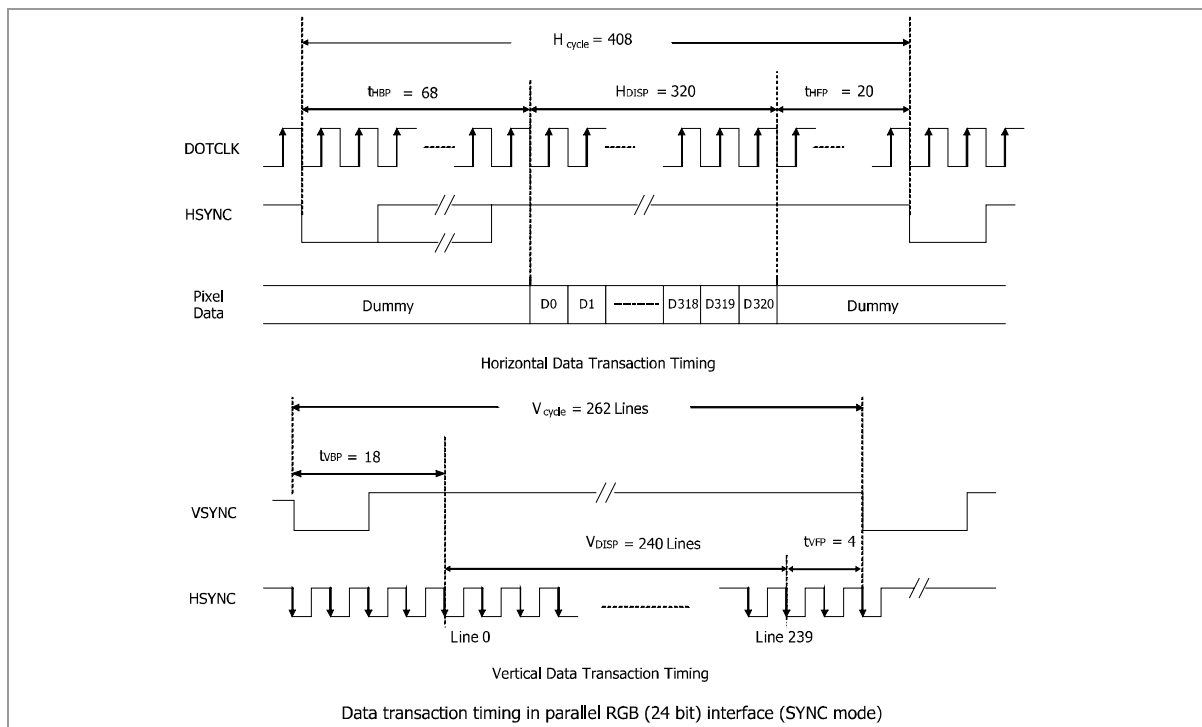 H cycle = 408
tHBP = 68 HDISP = 320 tHFP = 20
DOTCLK
HSYNC
Pixel Data Dummy D0 D1 D318 D319 D320 Dummy
Horizontal Data Transaction Timing
V cycle = 262 Lines
tVBP = 18
VSYNC
VDISP = 240 Lines tVFP = 4
HSYNC
Line 0 Line 239
Vertical Data Transaction Timing
Data transaction timing in parallel RGB (24 bit) interface (SYNC mode)